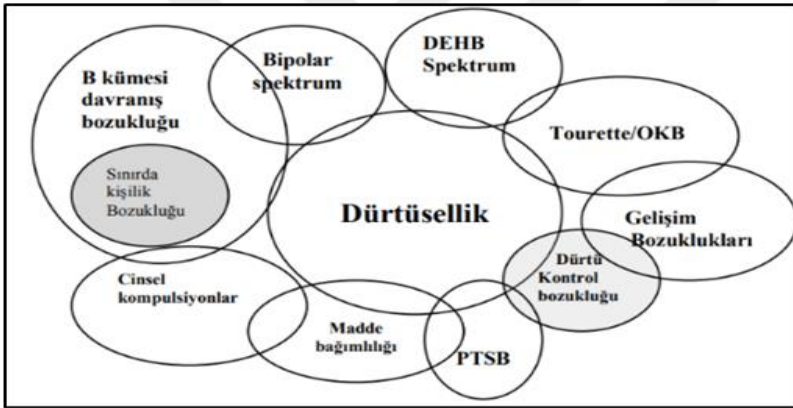 B kümesi
davranış
bozukluğu
Sınırda
kişilik
Bozukluğu
Bipolar
spektrum
DEHB
Spektrum
Tourette/OKB
Dürtüsellik
Gelişim
Bozuklukları
Dürtü
Kontrol
bozukluğu
Cinsel
kompulsiyonlar
Madde
bağımlılığı
PTSB